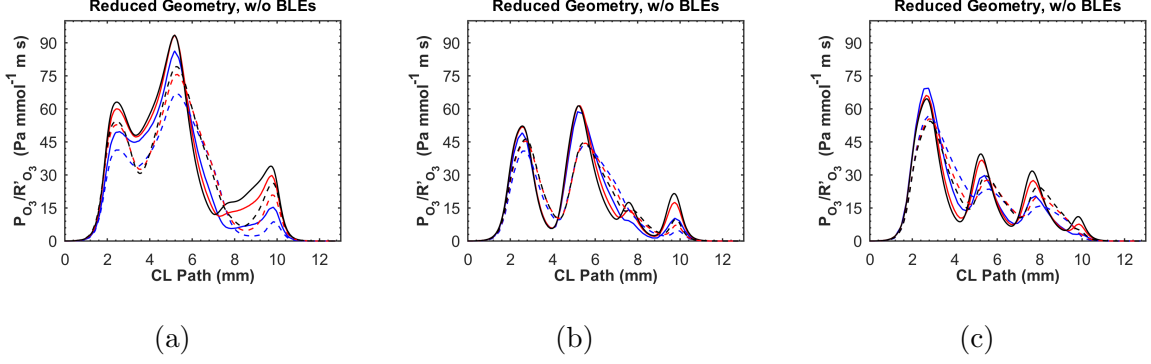 Reduced Geometry, w/o BLEs
P_O3/R'_O3 (Pa mmol^-1 m s)
90
75
60
45
30
15
0
0 2 4 6 8 10 12
CL Path (mm)
(a)
Reduced Geometry, w/o BLEs
P_O3/R'_O3 (Pa mmol^-1 m s)
90
75
60
45
30
15
0
0 2 4 6 8 10 12
CL Path (mm)
(b)
Reduced Geometry, w/o BLEs
P_O3/R'_O3 (Pa mmol^-1 m s)
90
75
60
45
30
15
0
0 2 4 6 8 10 12
CL Path (mm)
(c)